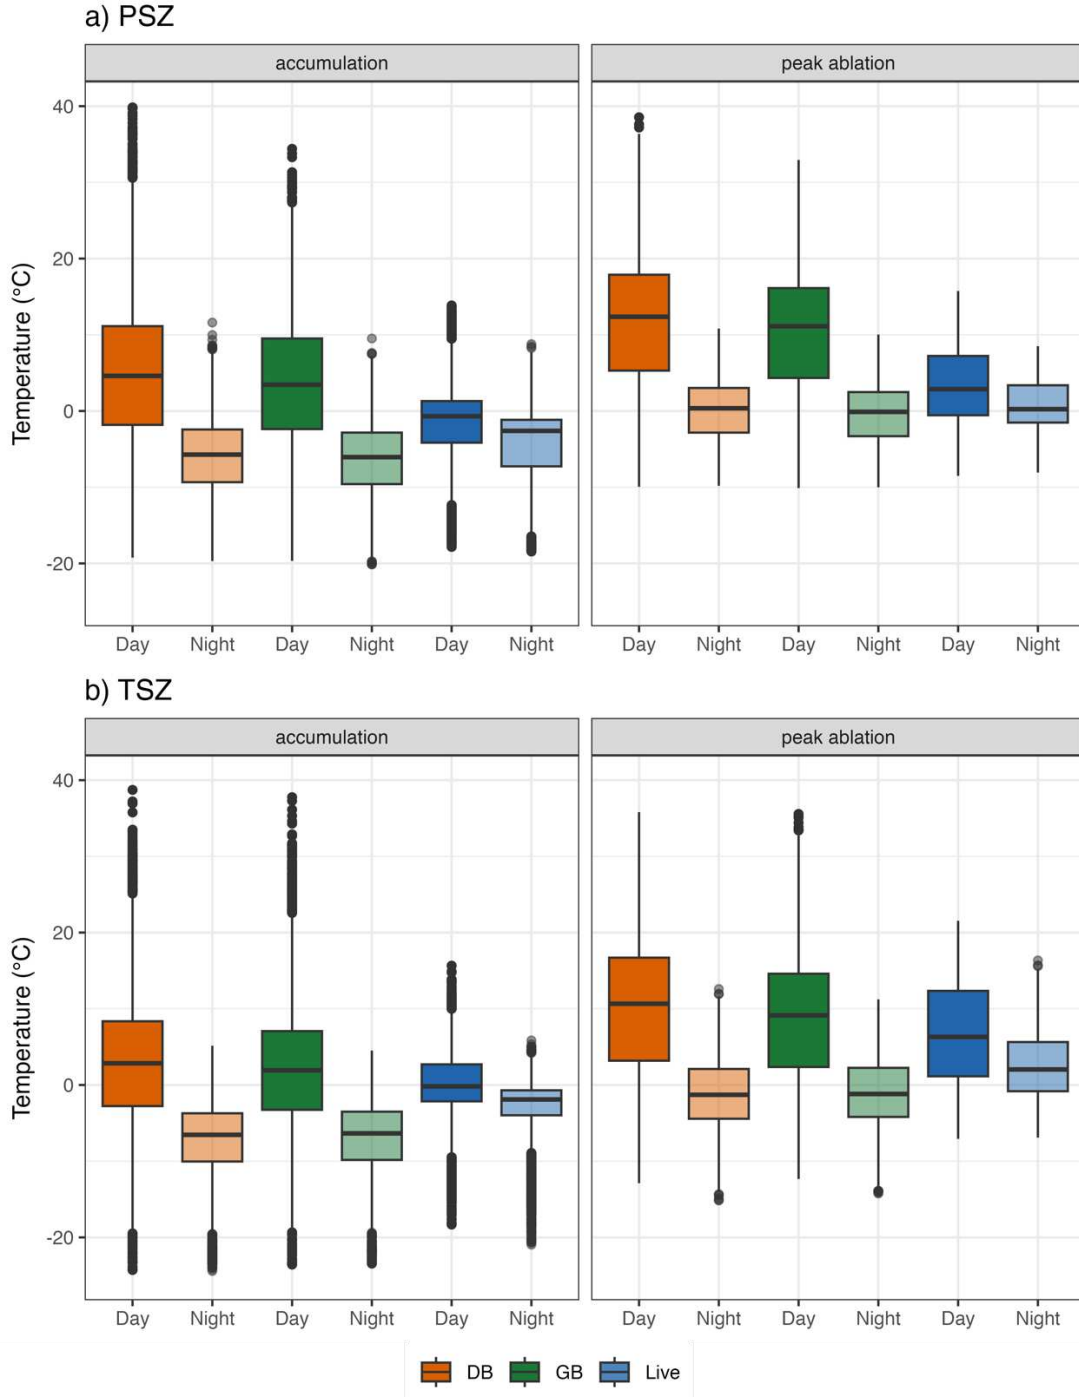 a) PSZ
accumulation
peak ablation
Temperature (°C)
40
20
0
-20
Day Night Day Night Day Night
Day Night Day Night Day Night
b) TSZ
accumulation
peak ablation
Temperature (°C)
40
20
0
-20
Day Night Day Night Day Night
Day Night Day Night Day Night
DB GB Live